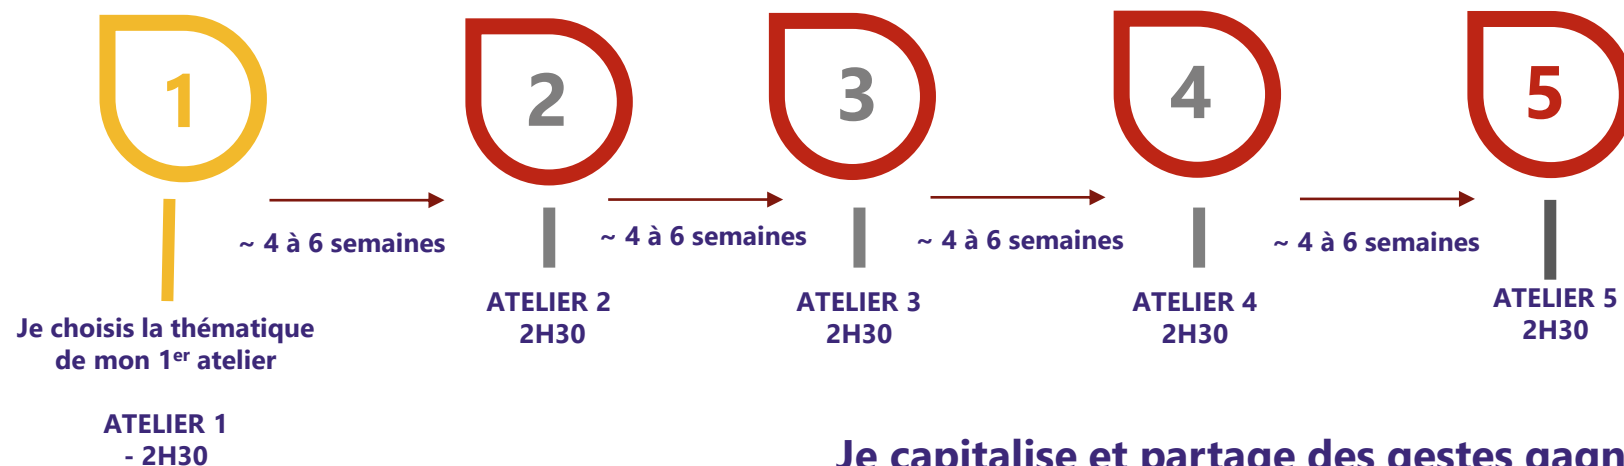 1
2
3
4
5
~ 4 à 6 semaines
~ 4 à 6 semaines
~ 4 à 6 semaines
~ 4 à 6 semaines
Je choisis la thématique
de mon 1er atelier
ATELIER 1
- 2H30
ATELIER 2
2H30
ATELIER 3
2H30
ATELIER 4
2H30
ATELIER 5
2H30
Je capitalise et partage des gestes